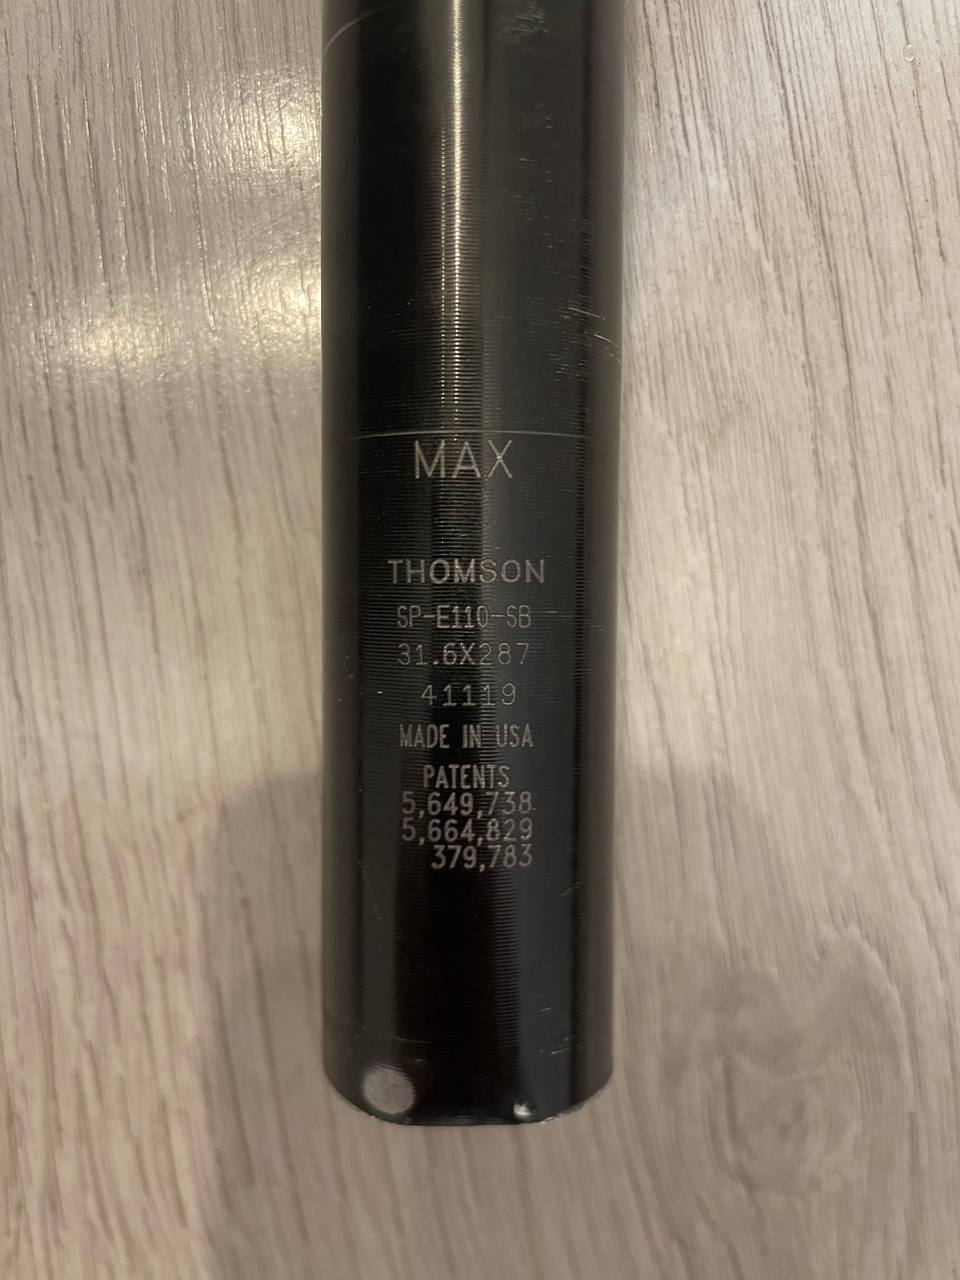 MAX
THOMSON
SP-E110-SB
31.6X287
41119
MADE IN USA
PATENTS
5,649,738
5,664,829
379,783